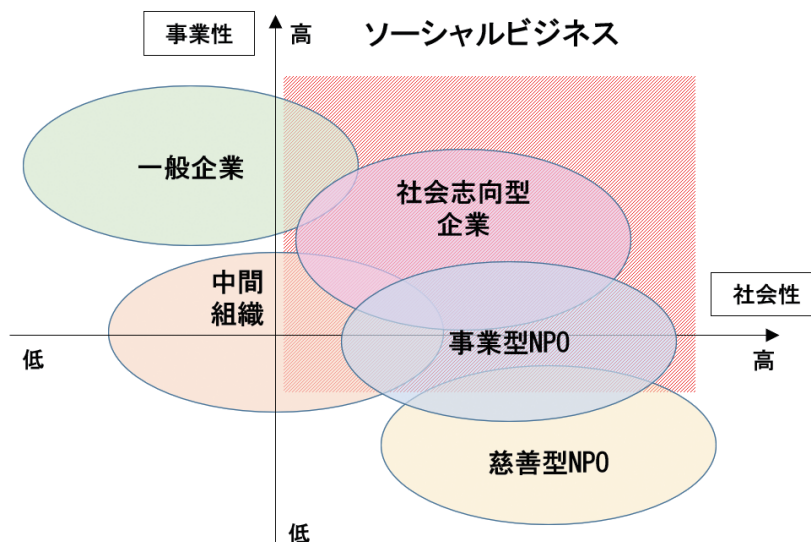 事業性
高
ソーシャルビジネス
一般企業
社会志向型
企業
中間
組織
社会性
事業型NPO
低
高
慈善型NPO
低